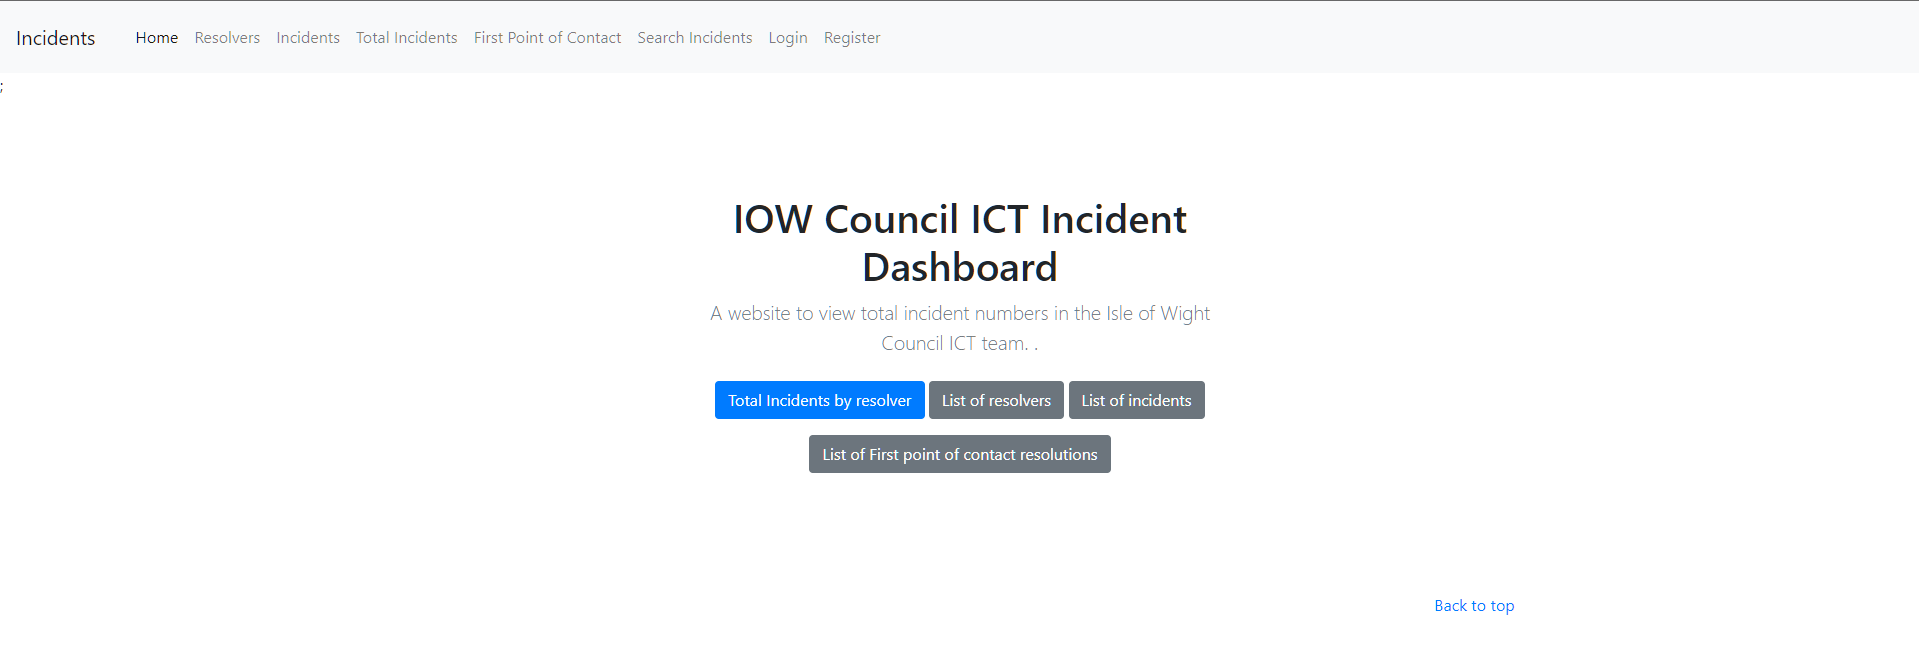 Incidents Home Resolvers Incidents Total Incidents First Point of Contact Search Incidents Login Register
;
IOW Council ICT Incident
Dashboard
A website to view total incident numbers in the Isle of Wight
Council ICT team. .
Total Incidents by resolver List of resolvers List of incidents
List of First point of contact resolutions
Back to top